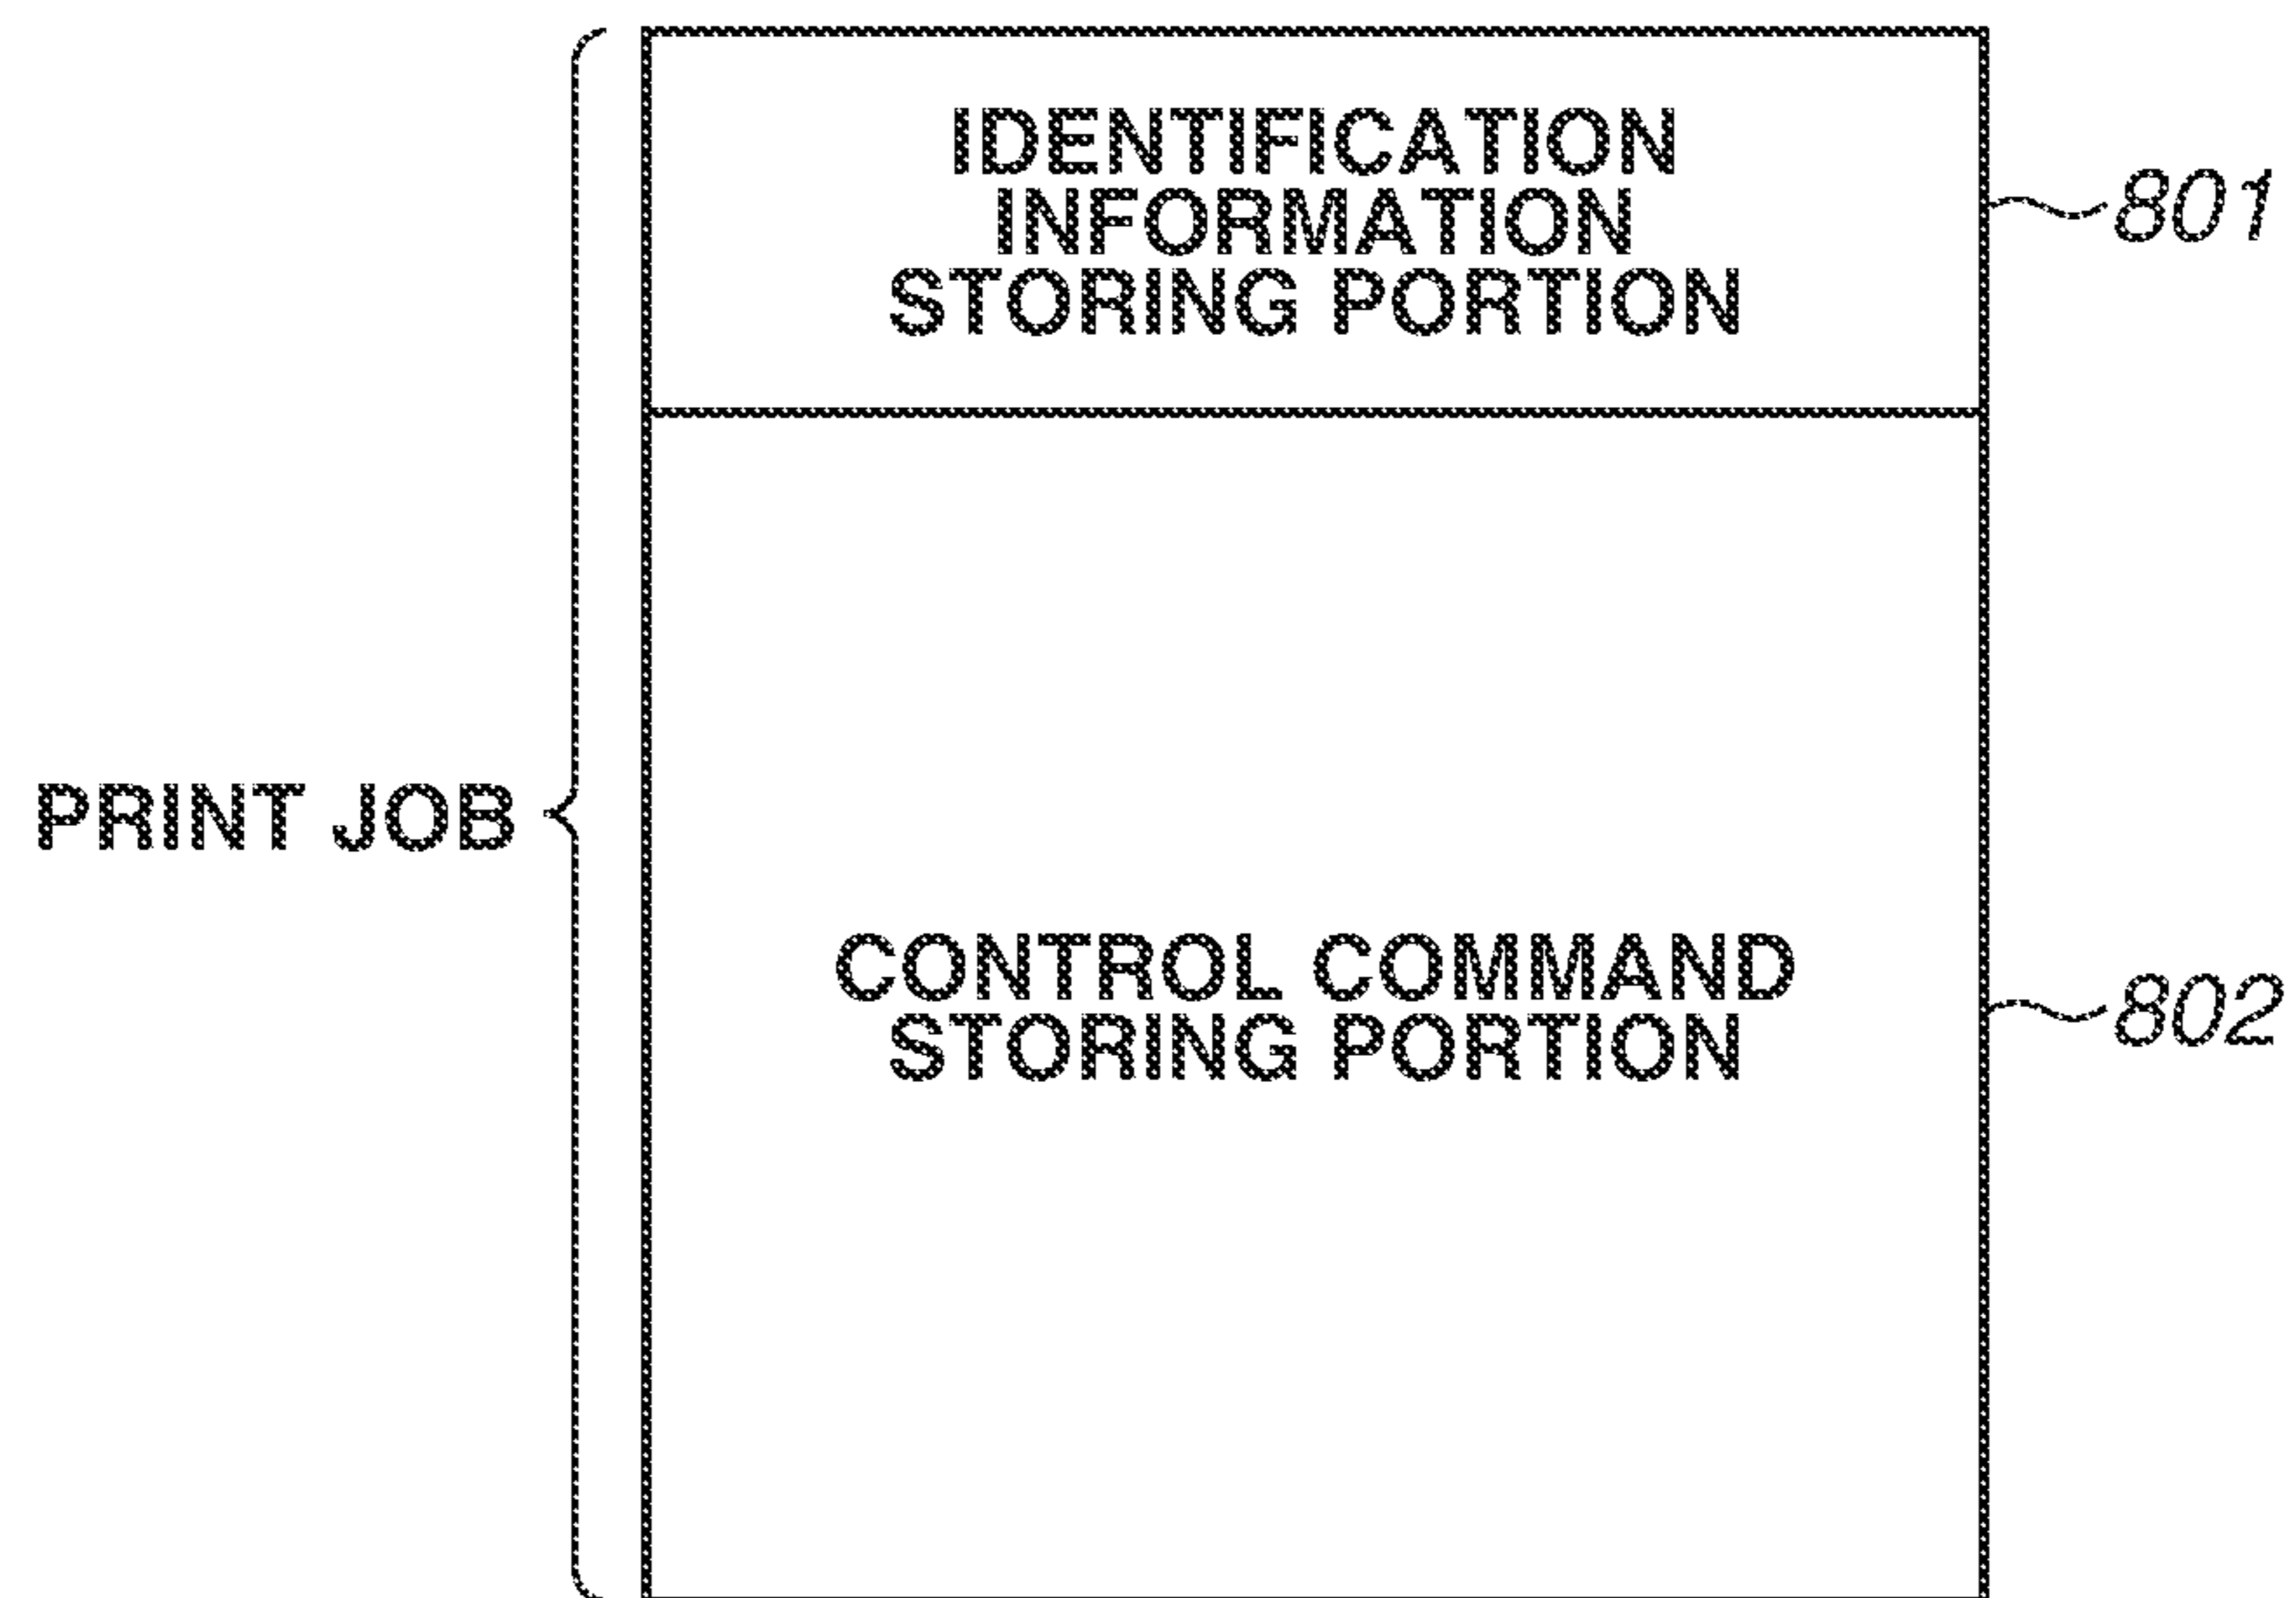 IDENTIFICATION
INFORMATION
STORING PORTION
801
PRINT JOB
CONTROL COMMAND
STORING PORTION
802